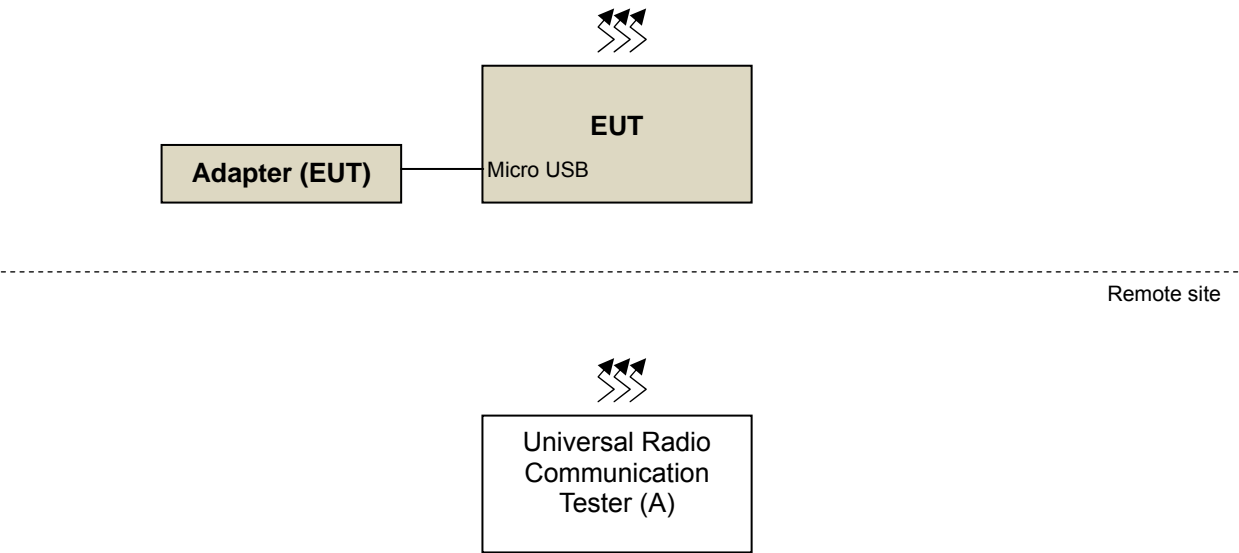 EUT
Adapter (EUT)
Micro USB
Remote site
Universal Radio
Communication
Tester (A)